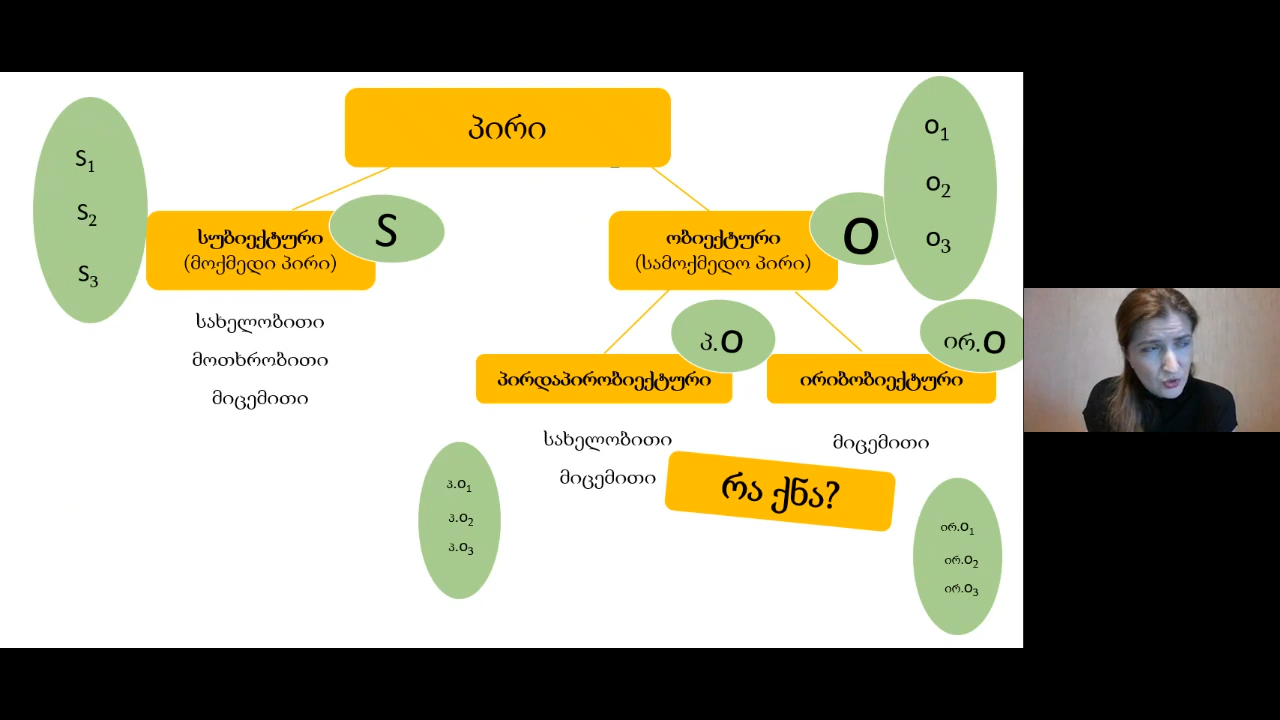 პირი
S1
S2
S3
სუბიექტური
(მოქმედი პირი)
S
ობიექტური
(სამოქმედო პირი)
O
O1
O2
O3
სახელობითი
მოთხრობითი
მიცემითი
პ.O
პირდაპირობიექტური
ირ.O
ირიბობიექტური
სახელობითი
მიცემითი
მიცემითი
რა ქნა?
პ.O1
პ.O2
პ.O3
ირ.O1
ირ.O2
ირ.O3